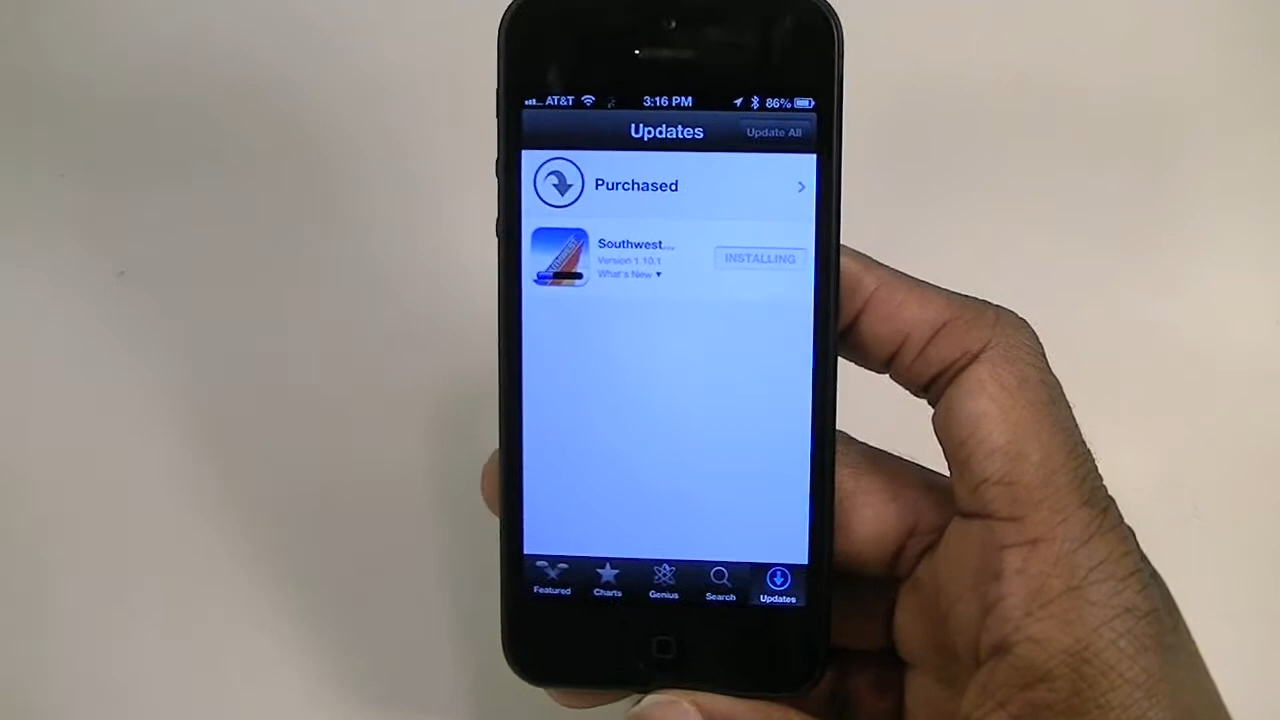 AT&T 3:16 PM 86%
Updates Update All
Purchased
Southwest...
Version 1.10.1
INSTALLING
What's New ▼
Featured Charts Genius Search Updates